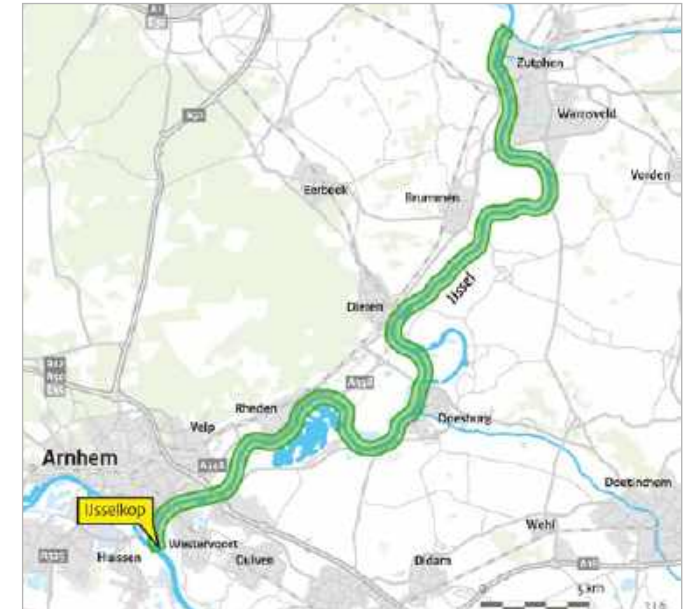 Zutphen
Warnsveld
Vorden
Eerbeek
Brummen
IJssel
Dieren
Rheden
Velp
Arnhem
Doesburg
Doetinchem
IJsselkop
Westervoort
Huissen
Duiven
Didam
Wehl
5 km